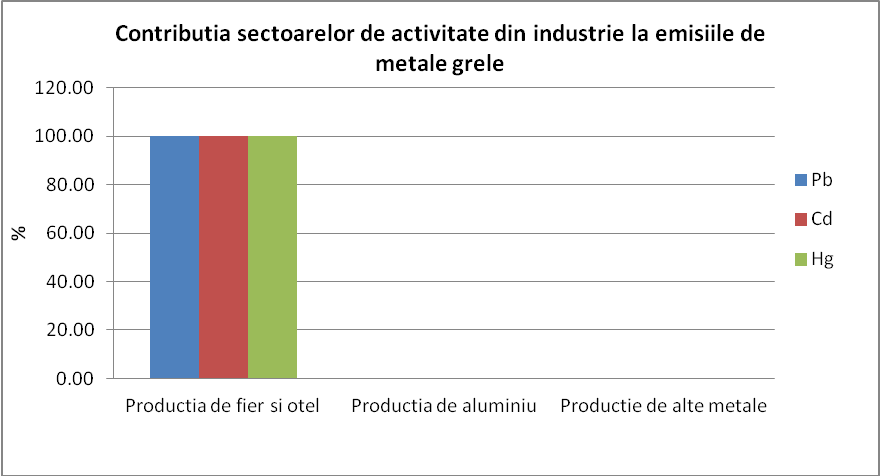 Contributia sectoarelor de activitate din industrie la emisiile de
metale grele
120.00
100.00
80.00
60.00
40.00
20.00
0.00
%
Productia de fier si otel
Productia de aluminiu
Productie de alte metale
Pb
Cd
Hg